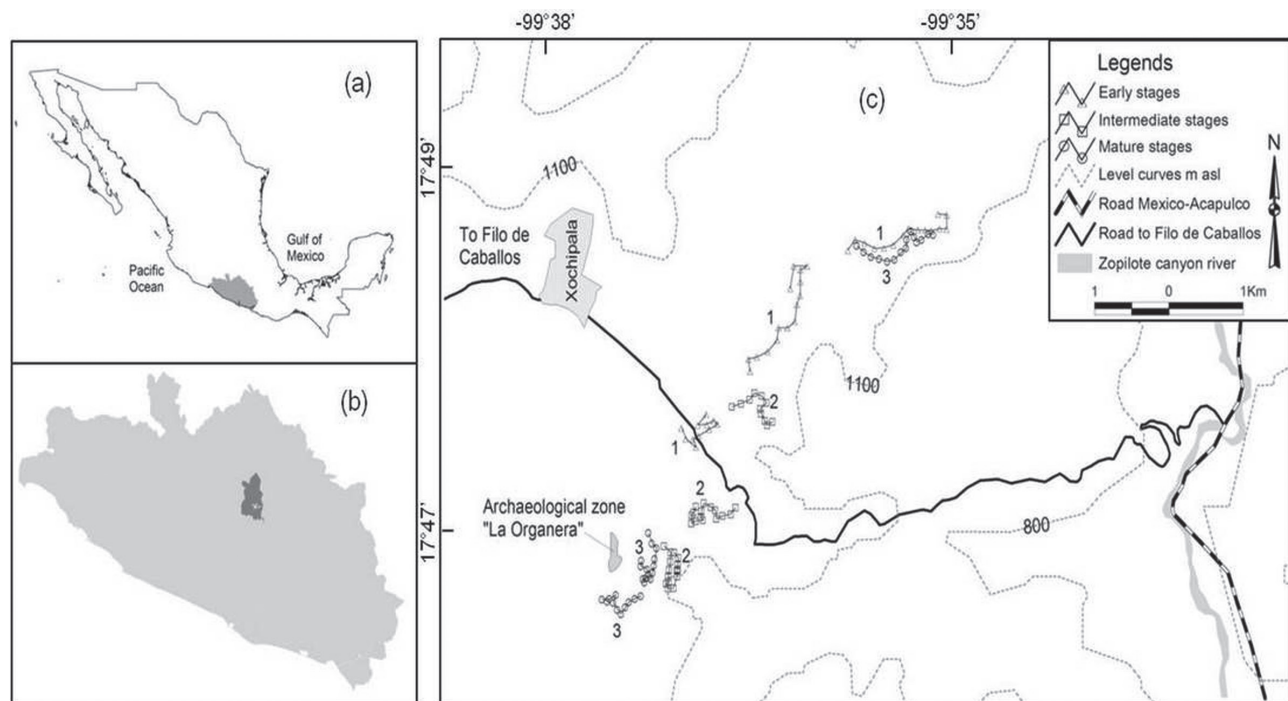 -99°38'
-99°35'
(a)
Gulf of
Mexico
Pacific
Ocean
(b)
(c)
17°49'
17°47'
1100
To Filo de
Caballos
Xochipala
1
3
1
1100
2
1
2
Archaeological zone
"La Organera"
3
2
3
800
Legends
Early stages
Intermediate stages
Mature stages
Level curves m asl
Road Mexico-Acapulco
Road to Filo de Caballos
Zopilote canyon river
N
1 0 1Km